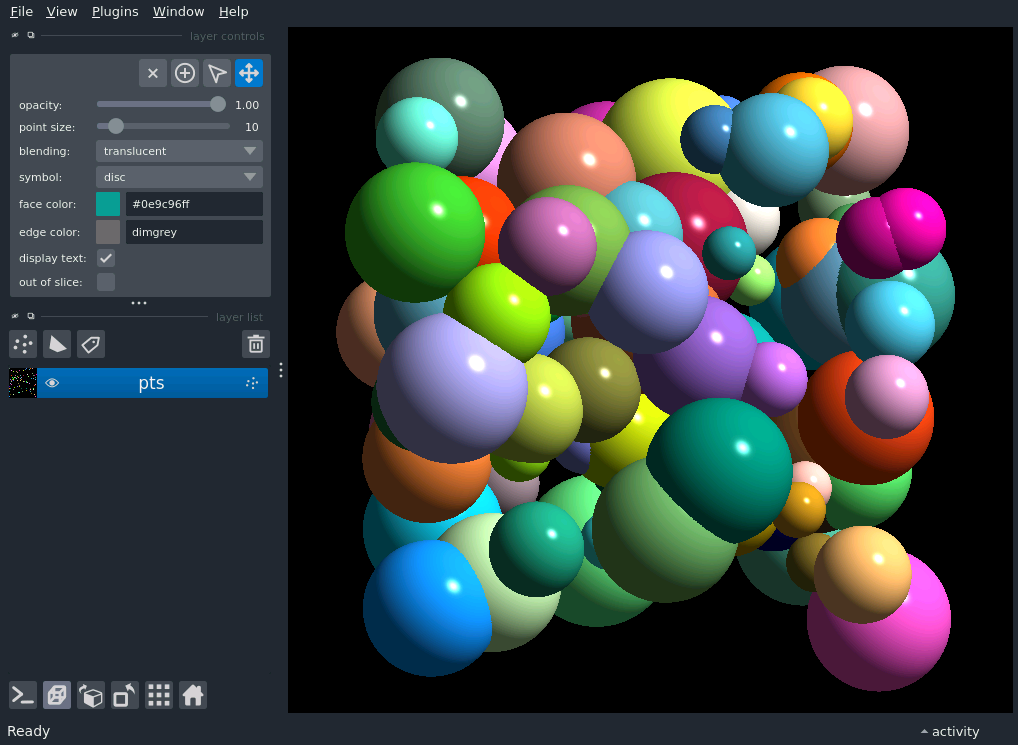 File View Plugins Window Help
layer controls
opacity: 1.00
point size: 10
blending: translucent
symbol: disc
face color: #0e9c96ff
edge color: dimgrey
display text:
out of slice:
layer list
pts
Ready
activity